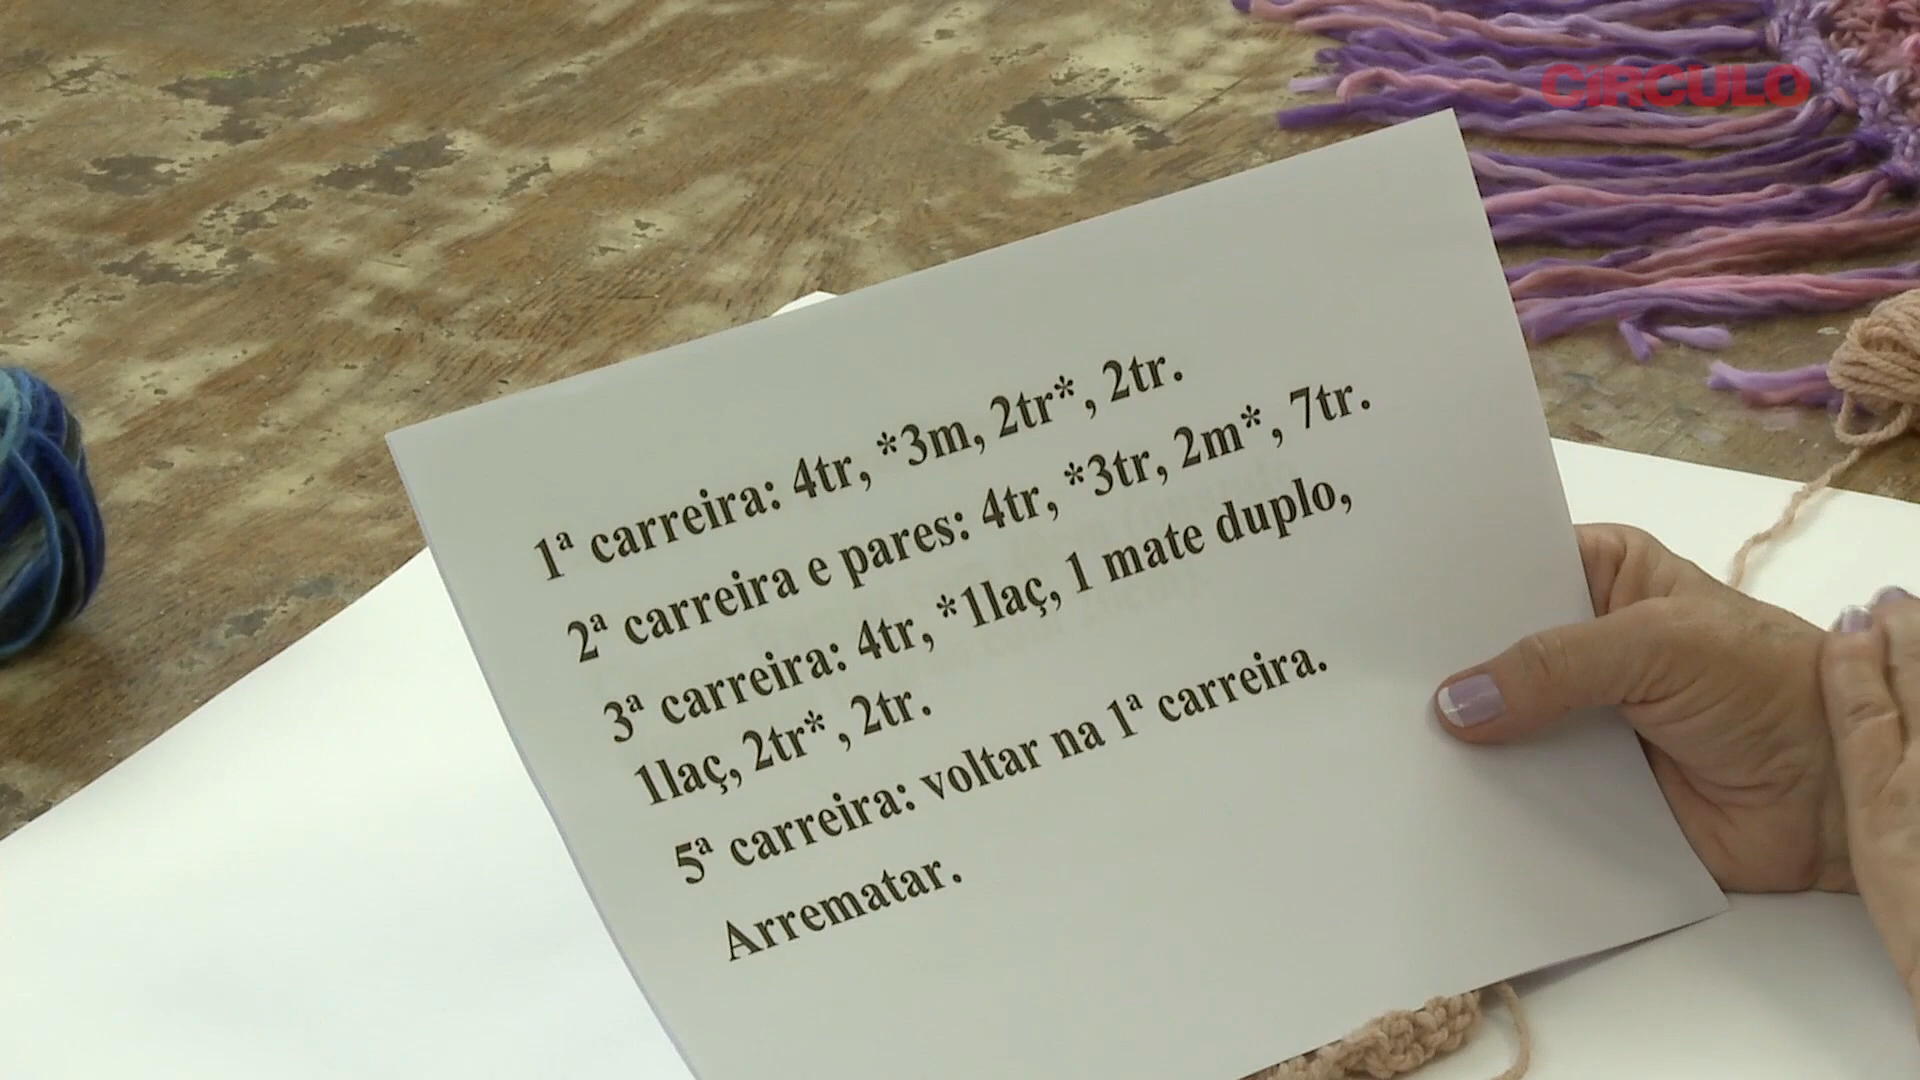 CÍRCULO
1ª carreira: 4tr, *3m, 2tr*, 2tr.
2ª carreira e pares: 4tr, *3tr, 2m*, 7tr.
3ª carreira: 4tr, *1laç, 1 mate duplo,
1laç, 2tr*, 2tr.
5ª carreira: voltar na 1ª carreira.
Arrematar.